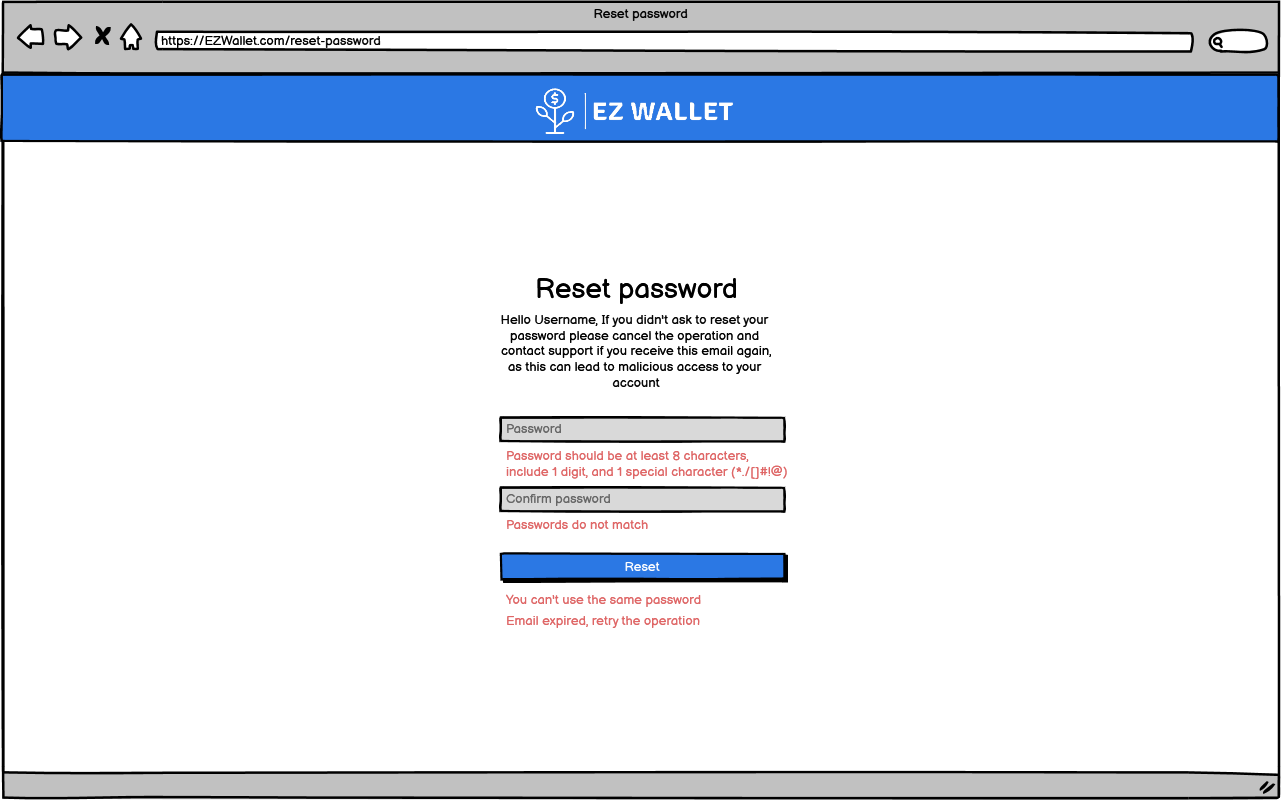 Reset password
https://EZWallet.com/reset-password
EZ WALLET
Reset password
Hello Username, If you didn't ask to reset your
password please cancel the operation and
contact support if you receive this email again,
as this can lead to malicious access to your
account
Password
Password should be at least 8 characters,
include 1 digit, and 1 special character (*./[]#!@)
Confirm password
Passwords do not match
Reset
You can't use the same password
Email expired, retry the operation